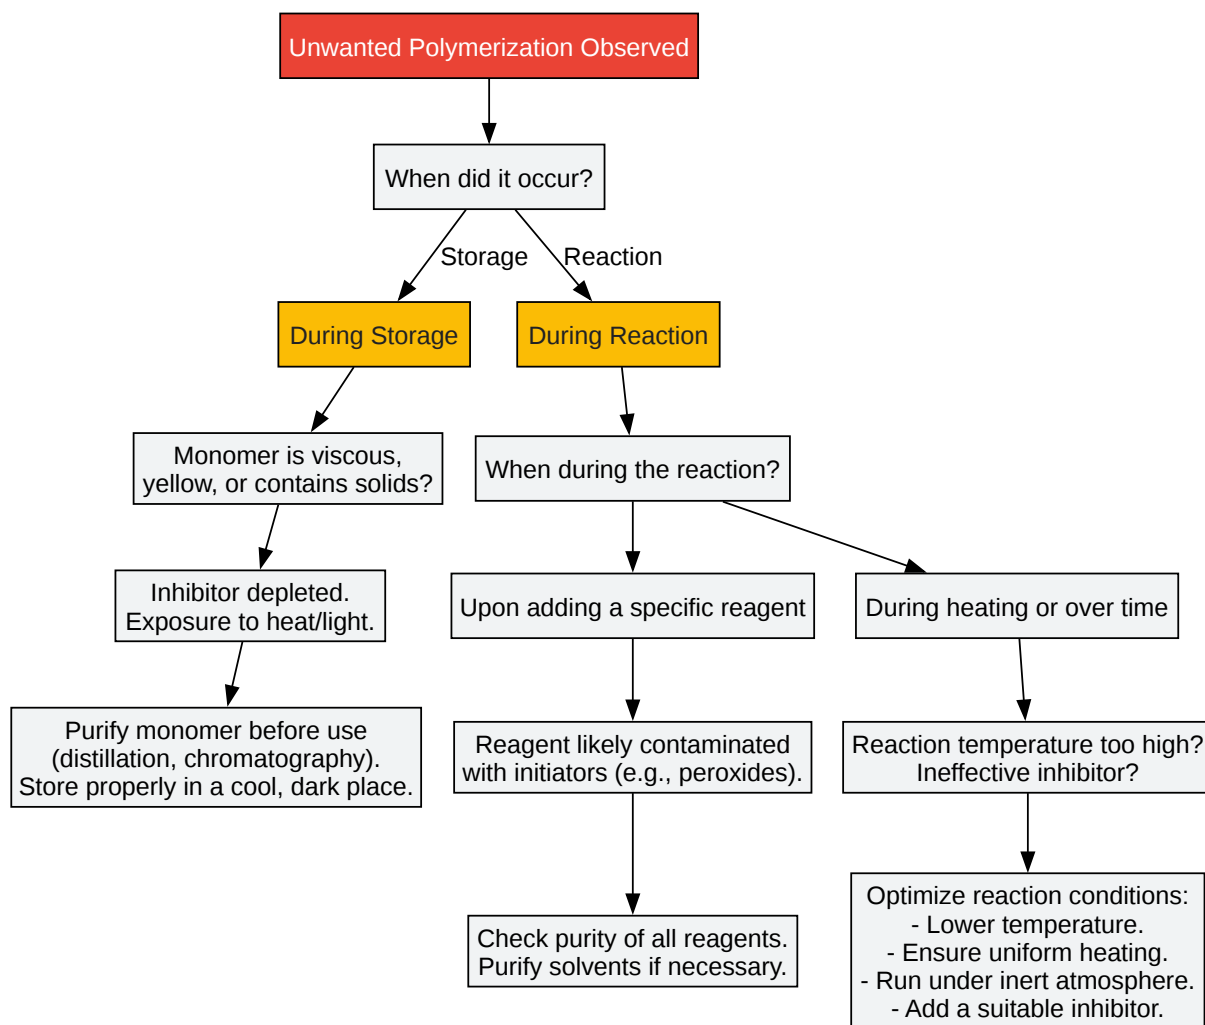 Unwanted Polymerization Observed
When did it occur?
Storage
Reaction
During Storage
During Reaction
Monomer is viscous,
yellow, or contains solids?
When during the reaction?
Inhibitor depleted.
Exposure to heat/light.
Upon adding a specific reagent
During heating or over time
Purify monomer before use
(distillation, chromatography).
Store properly in a cool, dark place.
Reagent likely contaminated
with initiators (e.g., peroxides).
Reaction temperature too high?
Ineffective inhibitor?
Check purity of all reagents.
Purify solvents if necessary.
Optimize reaction conditions:
- Lower temperature.
- Ensure uniform heating.
- Run under inert atmosphere.
- Add a suitable inhibitor.